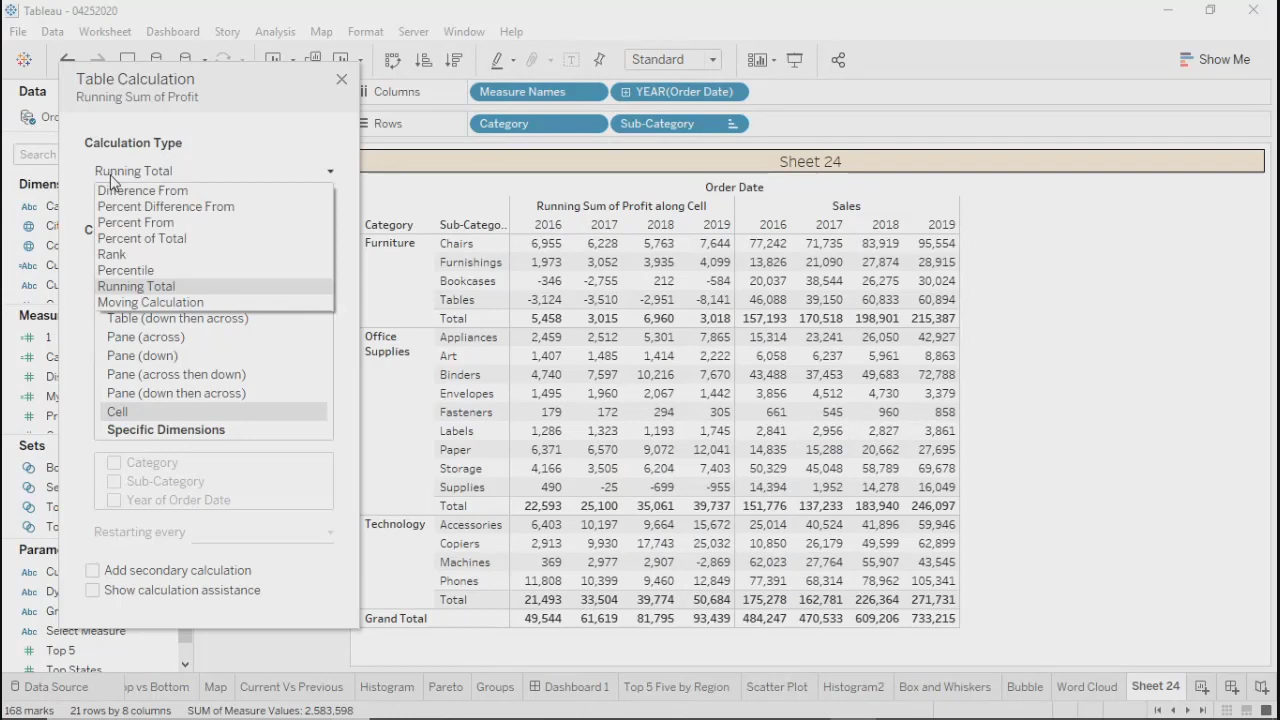 Tableau - 04252020
File Data Worksheet Dashboard Story Analysis Map Format Server Window Help
Standard
Show Me
Data
Columns
Measure Names
YEAR(Order Date)
Rows
Category
Sub-Category
Search
Table Calculation
Running Sum of Profit
Calculation Type
Running Total
Difference From
Percent Difference From
Percent From
Percent of Total
Rank
Percentile
Running Total
Moving Calculation
Table (down then across)
Pane (across)
Pane (down)
Pane (across then down)
Pane (down then across)
Cell
Specific Dimensions
Category
Sub-Category
Year of Order Date
Restarting every
Add secondary calculation
Show calculation assistance
Sets
Select Measure
Top 5
Top States
Sheet 24
Order Date
Running Sum of Profit along Cell Sales
Category Sub-Catego.. 2016 2017 2018 2019 2016 2017 2018 2019
Furniture Chairs 6,955 6,228 5,763 7,644 77,242 71,735 83,919 95,554
Furnishings 1,973 3,052 3,935 4,099 13,826 21,090 27,874 28,915
Bookcases -346 -2,755 212 -584 20,037 38,544 26,275 30,024
Tables -3,124 -3,510 -2,951 -8,141 46,088 39,150 60,833 60,894
Total 5,458 3,015 6,960 3,018 157,193 170,518 198,901 215,387
Office Supplies Appliances 2,459 2,512 5,301 7,865 15,314 23,241 26,050 42,927
Art 1,407 1,485 1,414 2,222 6,058 6,237 5,961 8,863
Binders 4,740 7,597 10,216 7,670 43,488 37,453 49,683 72,788
Envelopes 1,495 1,960 2,067 1,442 3,856 4,512 4,730 3,379
Fasteners 179 172 294 305 661 545 960 858
Labels 1,286 1,323 1,193 1,745 2,841 2,956 2,827 3,861
Paper 6,371 6,570 9,072 12,041 14,835 15,288 20,662 27,695
Storage 4,166 3,505 6,204 7,403 50,329 45,048 58,789 69,678
Supplies 490 -25 -699 -955 14,394 1,952 14,278 16,049
Total 22,593 25,100 35,061 39,737 151,776 137,233 183,940 246,097
Technology Accessories 6,403 10,197 9,664 15,672 25,014 40,524 41,896 59,946
Copiers 2,913 9,930 17,743 25,032 10,850 26,179 49,599 62,899
Machines 369 2,977 2,907 -2,869 62,023 27,764 55,907 43,545
Phones 11,808 10,399 9,460 12,849 77,391 68,314 78,962 105,341
Total 21,493 33,504 39,774 50,684 175,278 162,781 226,364 271,731
Grand Total 49,544 61,619 81,795 93,439 484,247 470,533 609,206 733,215
Data Source op vs Bottom Map Current Vs Previous Histogram Pareto Groups Dashboard 1 Top 5 Five by Region Scatter Plot Histogram2 Box and Whiskers Bubble Word Cloud Sheet 24
168 marks 21 rows by 8 columns SUM of Measure Values: 2,583,598